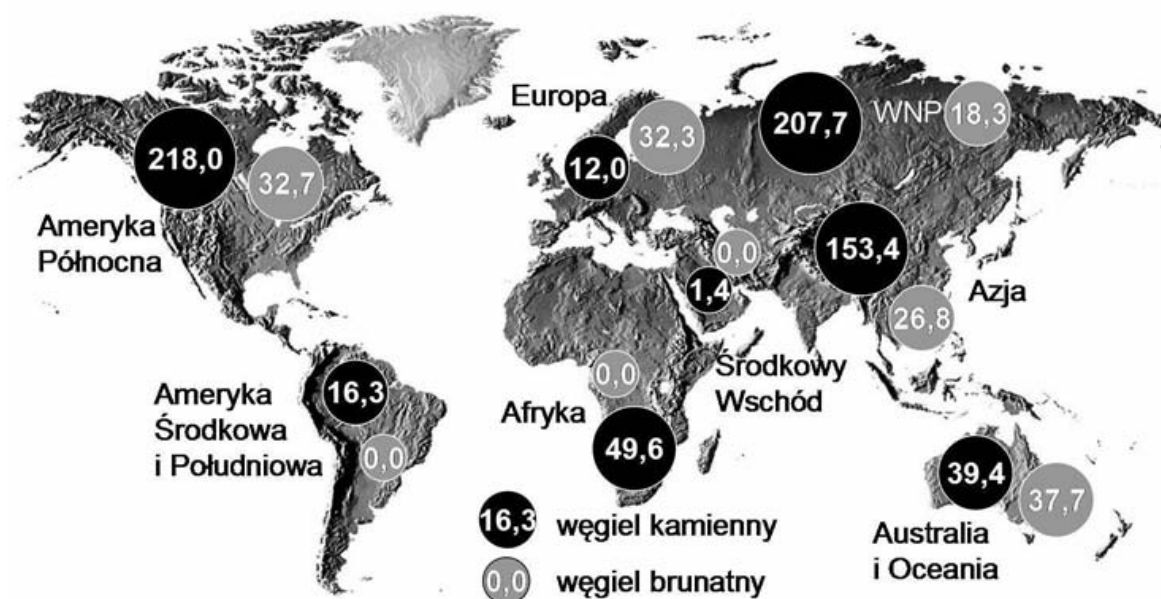 Europa
WNP
18,3
207,7
32,3
12,0
218,0
32,7
Ameryka
Północna
0,0
153,4
1,4
Azja
26,8
Środkowy
Wschód
0,0
Afryka
49,6
16,3
Ameryka
Środkowa
i Południowa
0,0
39,4
37,7
Australia
i Oceania
16,3 węgiel kamienny
0,0 węgiel brunatny